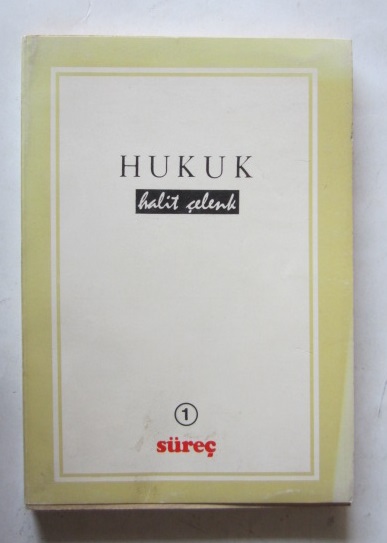 HUKUK
halit çelenk
1
süreç